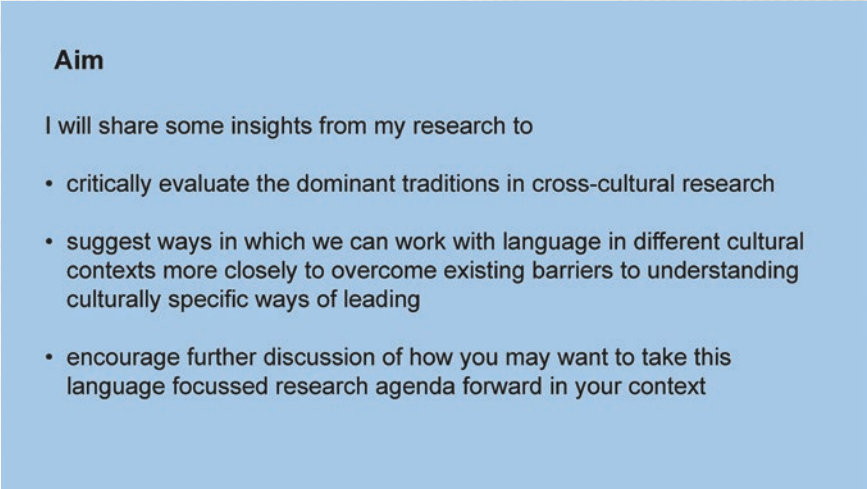 Aim
I will share some insights from my research to
• critically evaluate the dominant traditions in cross-cultural research
• suggest ways in which we can work with language in different cultural
contexts more closely to overcome existing barriers to understanding
culturally specific ways of leading
• encourage further discussion of how you may want to take this
language focussed research agenda forward in your context